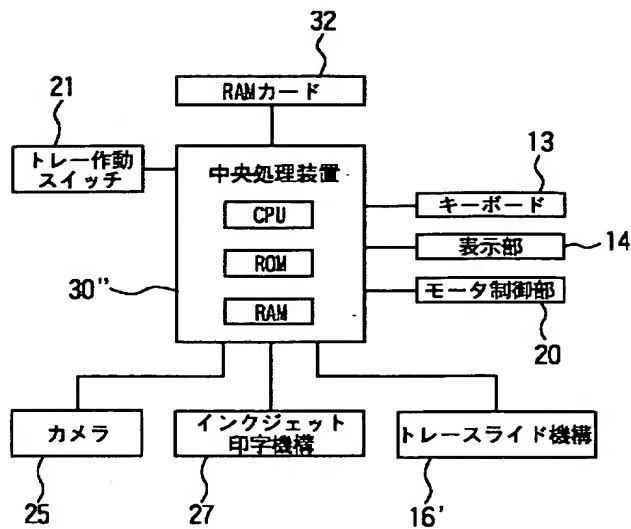 32
RAMカード
21
トレー作動
スイッチ
中央処理装置
CPU
ROM
RAM
30''
13
キーボード
表示部
14
モータ制御部
20
カメラ
25
インクジェット
印字機構
27
トレースライド機構
16'